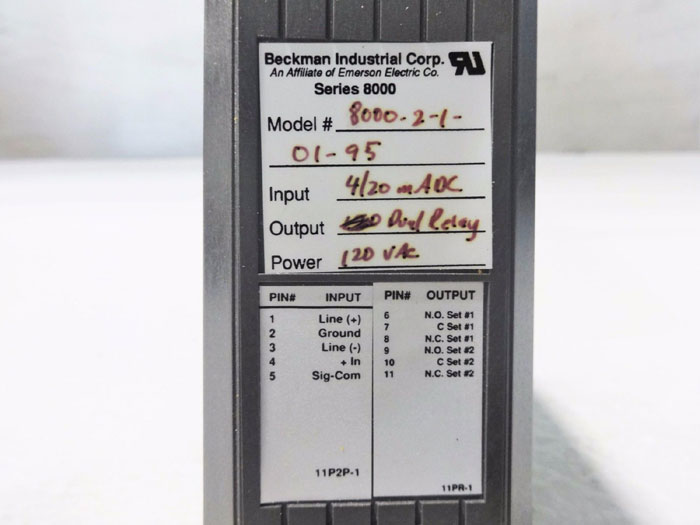 Beckman Industrial Corp.
An Affiliate of Emerson Electric Co.
Series 8000
Model # 8000-2-1-
01-95
Input 4/20 mADC
Output Dual Relay
Power 120 VAC
PIN# INPUT
1 Line (+)
2 Ground
3 Line (-)
4 + In
5 Sig-Com
11P2P-1
PIN# OUTPUT
6 N.O. Set #1
7 C Set #1
8 N.C. Set #1
9 N.O. Set #2
10 C Set #2
11 N.C. Set #2
11PR-1